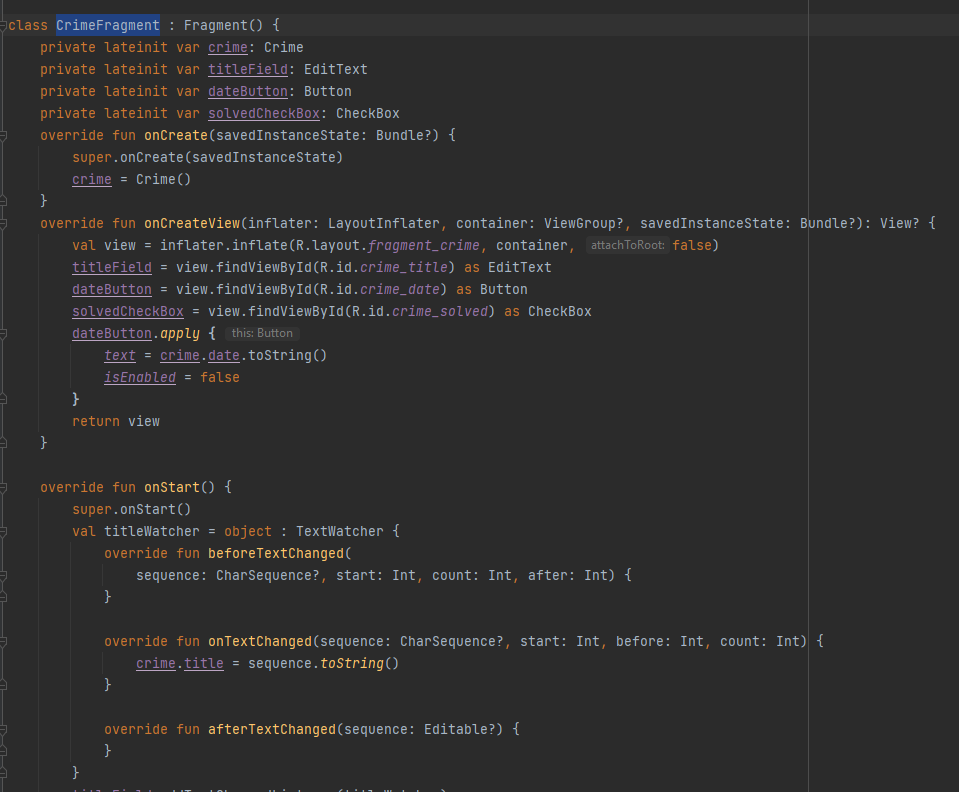 class CrimeFragment : Fragment() {
    private lateinit var crime: Crime
    private lateinit var titleField: EditText
    private lateinit var dateButton: Button
    private lateinit var solvedCheckBox: CheckBox
    override fun onCreate(savedInstanceState: Bundle?) {
        super.onCreate(savedInstanceState)
        crime = Crime()
    }
    override fun onCreateView(inflater: LayoutInflater, container: ViewGroup?, savedInstanceState: Bundle?): View? {
        val view = inflater.inflate(R.layout.fragment_crime, container, attachToRoot: false)
        titleField = view.findViewById(R.id.crime_title) as EditText
        dateButton = view.findViewById(R.id.crime_date) as Button
        solvedCheckBox = view.findViewById(R.id.crime_solved) as CheckBox
        dateButton.apply { this: Button
            text = crime.date.toString()
            isEnabled = false
        }
        return view
    }

    override fun onStart() {
        super.onStart()
        val titleWatcher = object : TextWatcher {
            override fun beforeTextChanged(
                sequence: CharSequence?, start: Int, count: Int, after: Int) {
            }

            override fun onTextChanged(sequence: CharSequence?, start: Int, before: Int, count: Int) {
                crime.title = sequence.toString()
            }

            override fun afterTextChanged(sequence: Editable?) {
            }
        }